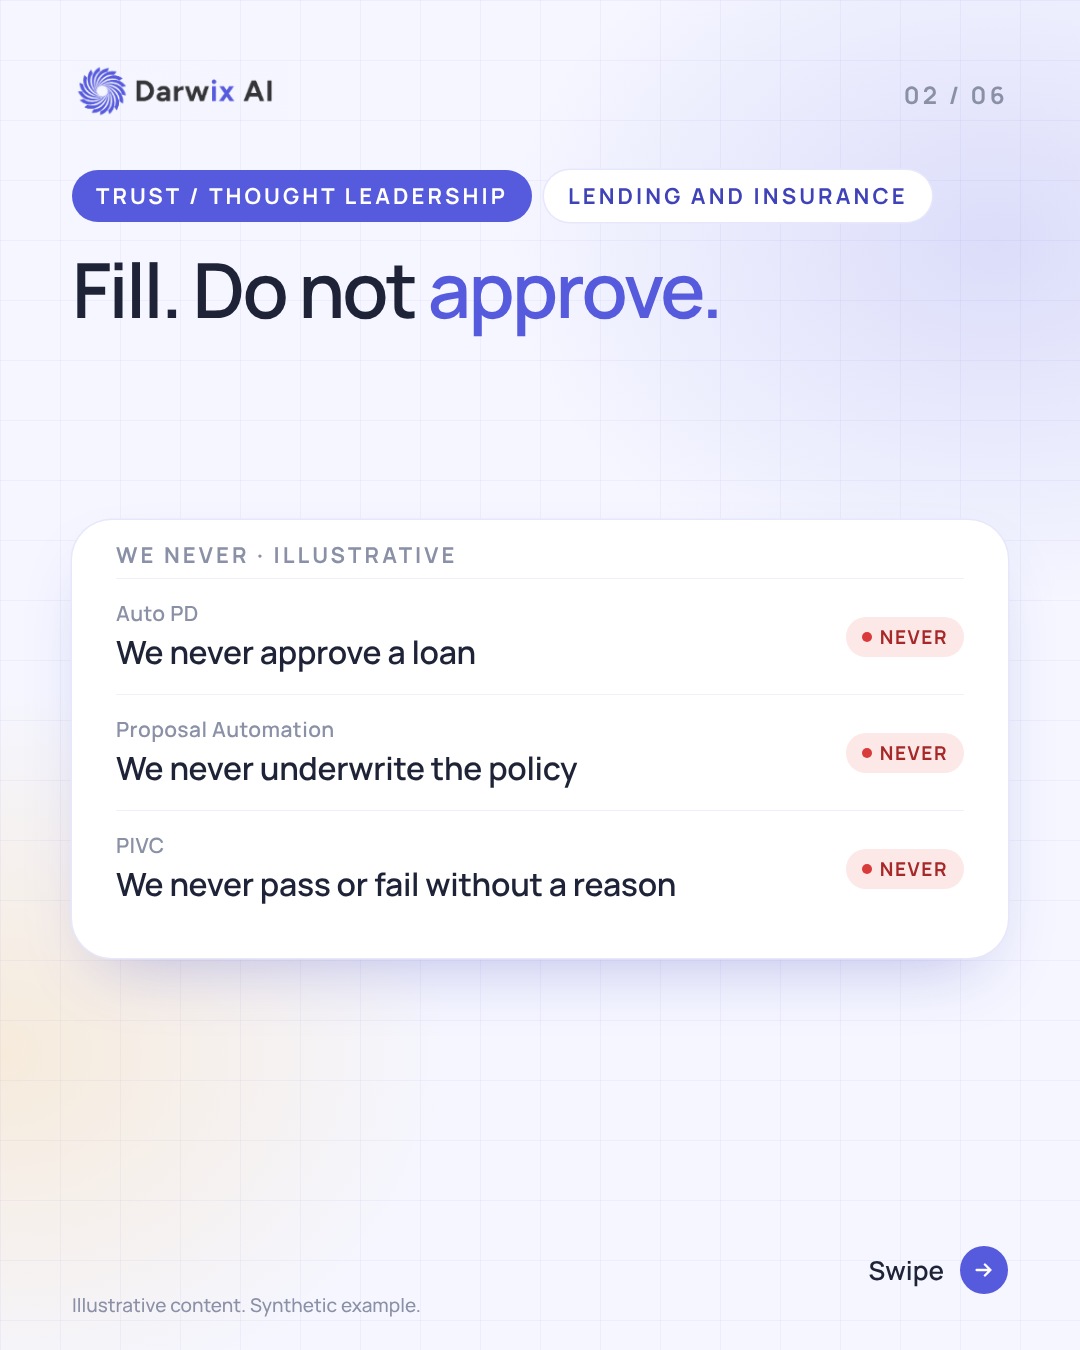 Darwix AI
02 / 06
TRUST / THOUGHT LEADERSHIP
LENDING AND INSURANCE
Fill. Do not approve.
WE NEVER · ILLUSTRATIVE
Auto PD
We never approve a loan
NEVER
Proposal Automation
We never underwrite the policy
NEVER
PIVC
We never pass or fail without a reason
NEVER
Swipe
Illustrative content. Synthetic example.